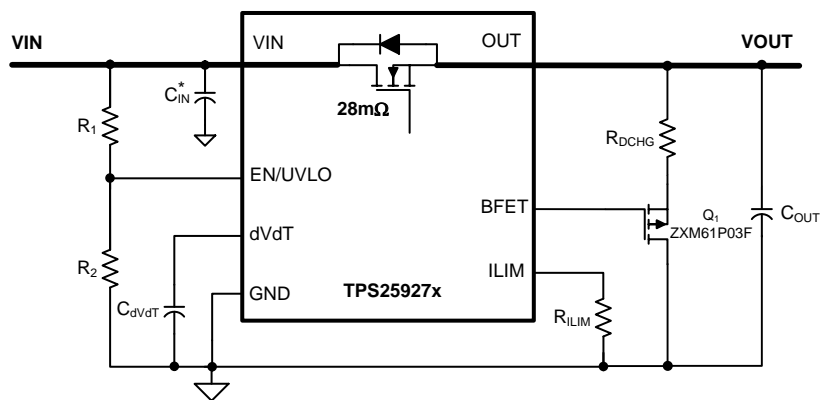 VIN
VIN
OUT
VOUT
C*IN
28mΩ
R1
RDCHG
EN/UVLO
BFET
Q1
ZXM61P03F
COUT
dVdT
R2
ILIM
GND
TPS25927x
CdVdT
RILIM